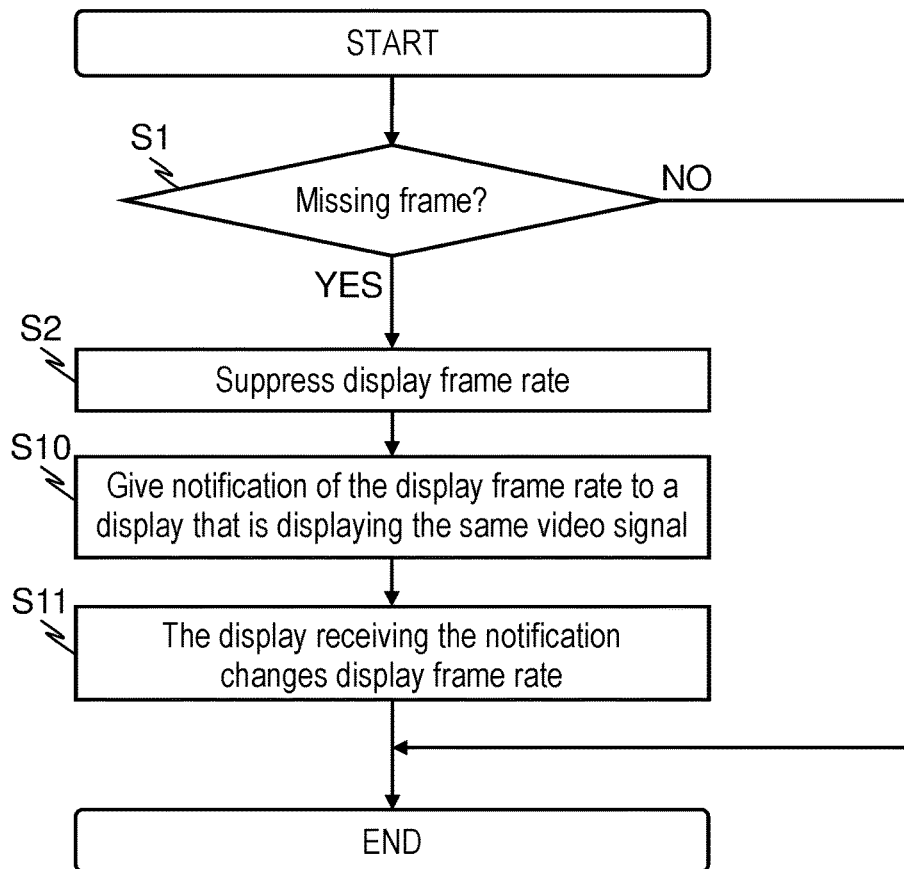 START
S1
Missing frame?
NO
YES
S2
Suppress display frame rate
S10
Give notification of the display frame rate to a
display that is displaying the same video signal
S11
The display receiving the notification
changes display frame rate
END